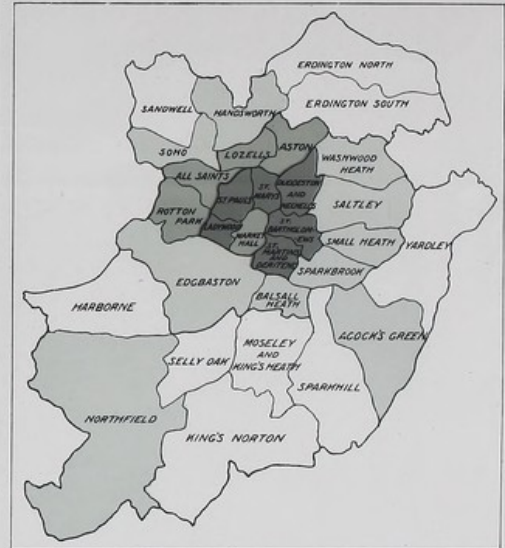 ERDINGTON NORTH
ERDINGTON SOUTH
SANDWELL
HANDSWORTH
SOHO
LOZELLS
ASTON
WASHWOOD
HEATH
ALL SAINTS
ST. PAULS
ST.
MARYS
DUDDESTON
AND
NECHELLS
SALTLEY
ROTTON
PARK
LADYWOOD
MARKET
HALL
ST.
BARTHOLOM-
EWS
SMALL HEATH
YARDLEY
ST.
MARTINS
AND
DERITEND
SPARKBROOK
EDGBASTON
BALSALL
HEATH
HARBORNE
ACOCK'S GREEN
SELLY OAK
MOSELEY
AND
KING'S HEATH
SPARKHILL
NORTHFIELD
KING'S NORTON